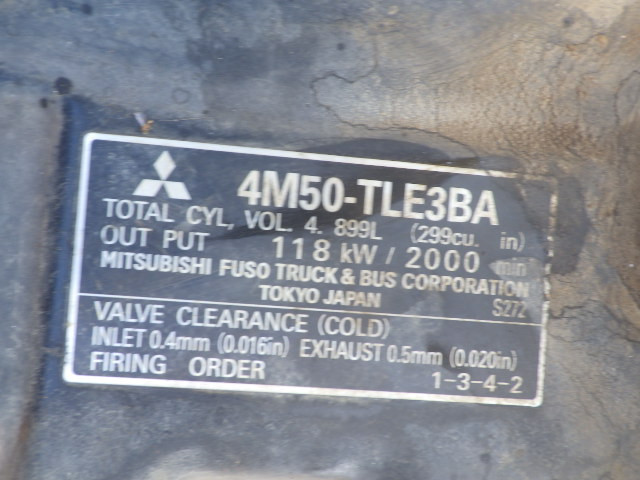 4M50-TLE3BA
TOTAL CYL, VOL. 4. 899L (299cu. in)
OUT PUT 118 kW / 2000 min
MITSUBISHI FUSO TRUCK & BUS CORPORATION
TOKYO JAPAN S272
VALVE CLEARANCE (COLD)
INLET 0.4mm (0.016in) EXHAUST 0.5mm (0.020in)
FIRING ORDER 1-3-4-2